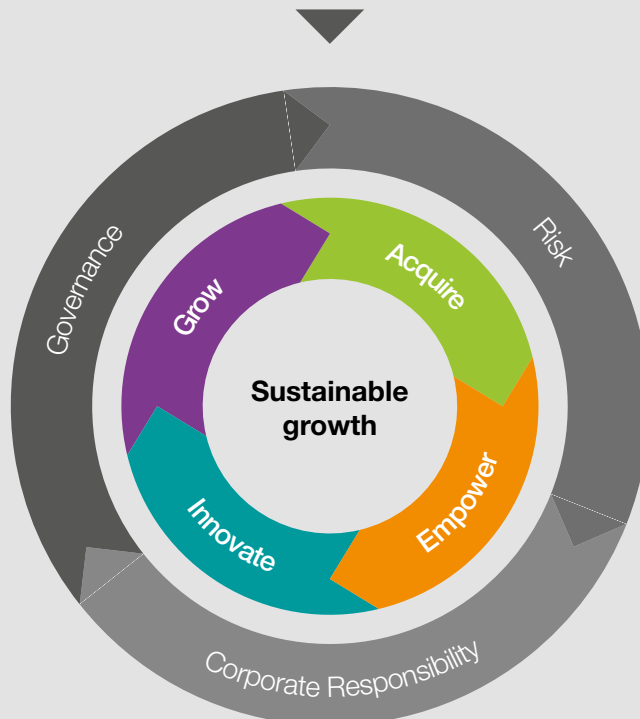 Governance
Risk
Grow
Acquire
Sustainable
growth
Innovate
Empower
Corporate Responsibility